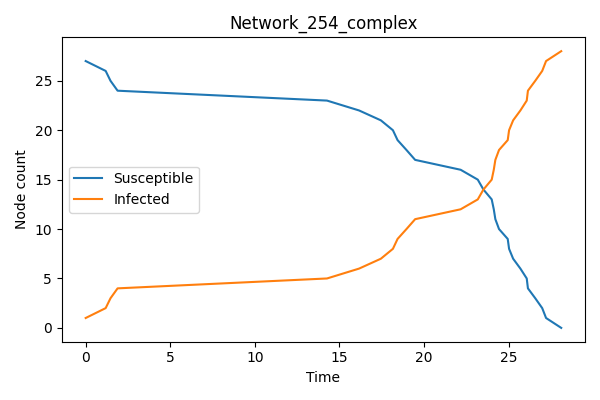 Network_254_complex
Node count
25
20
15
10
5
0
Susceptible
Infected
0 5 10 15 20 25
Time